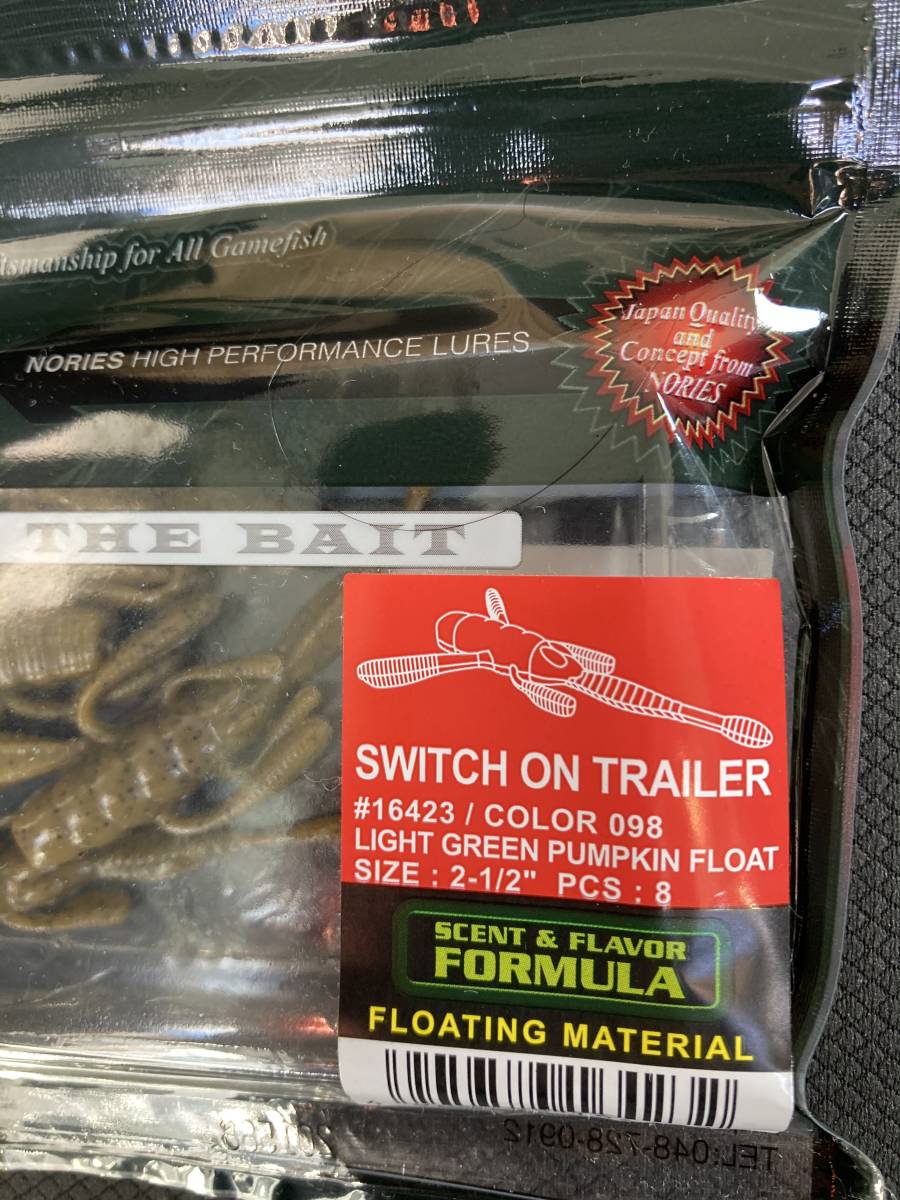 tsmanship for All Gamefish
NORIES HIGH PERFORMANCE LURES
Japan Quality
and
Concept from
NORIES
THE BAIT
SWITCH ON TRAILER
#16423 / COLOR 098
LIGHT GREEN PUMPKIN FLOAT
SIZE : 2-1/2" PCS : 8
SCENT & FLAVOR
FORMULA
FLOATING MATERIAL
TEL:048-728-0912